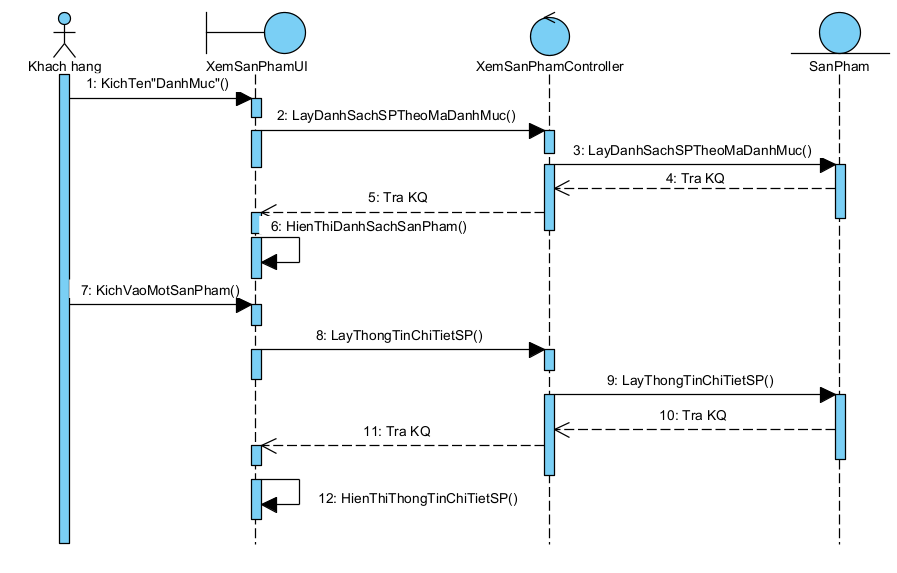 Khach hang
XemSanPhamUI
XemSanPhamController
SanPham
1: KichTen"DanhMuc"()
2: LayDanhSachSPTheoMaDanhMuc()
3: LayDanhSachSPTheoMaDanhMuc()
4: Tra KQ
5: Tra KQ
6: HienThiDanhSachSanPham()
7: KichVaoMotSanPham()
8: LayThongTinChiTietSP()
9: LayThongTinChiTietSP()
10: Tra KQ
11: Tra KQ
12: HienThiThongTinChiTietSP()